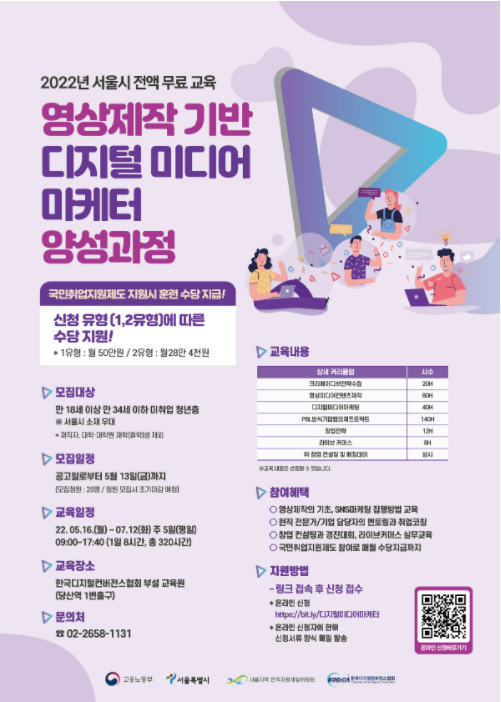 2022년 서울시 전액 무료 교육
영상제작 기반
디지털 미디어
마케터
양성과정
국민취업지원제도 지원시 훈련 수당 지급!
신청 유형 (1,2유형)에 따른
수당 지원!
* 1유형 : 월 50만원 / 2유형 : 월28만 4천원
모집대상
만 18세 이상 만 34세 이하 미취업 청년층
※ 서울시 소재 우대
* 재직자, 대학·대학원 재학(휴학)생 제외
모집일정
공고일로부터 5월 13일(금)까지
(모집정원 : 25명 / 정원 모집시 조기마감 예정)
교육일정
22. 05.16.(월) ~ 07.12(화) 주 5일(평일)
09:00~17:40 (1일 8시간, 총 320시간)
교육장소
한국디지털컨버전스협회 부설 교육원
(당산역 1번출구)
문의처
☎ 02-2658-1131
교육내용
상세 커리큘럼 시수
크리에이티브전략수립 20H
영상미디어컨텐츠제작 80H
디지털미디어마케팅 40H
PBL방식기업협의체프로젝트 140H
창업전략 12H
라이브 커머스 8H
취·창업 컨설팅 및 매칭데이 상시
※교육 내용은 변동될 수 있습니다.
참여혜택
○ 영상제작의 기초, SNS마케팅 집행방법 교육
○ 현직 전문가/기업 담당자의 멘토링과 취업코칭
○ 창업 컨설팅과 경진대회, 라이브커머스 실무교육
○ 국민취업지원제도 참여로 매월 수당지급까지
지원방법
- 링크 접속 후 신청 접수
* 온라인 신청
https://bit.ly/디지털미디어마케터
* 온라인 신청자에 한해
신청서류 양식 메일 발송
온라인 신청바로가기
고용노동부
서울특별시
서울지역 인적자원개발위원회
KODICA 한국디지털컨버전스협회